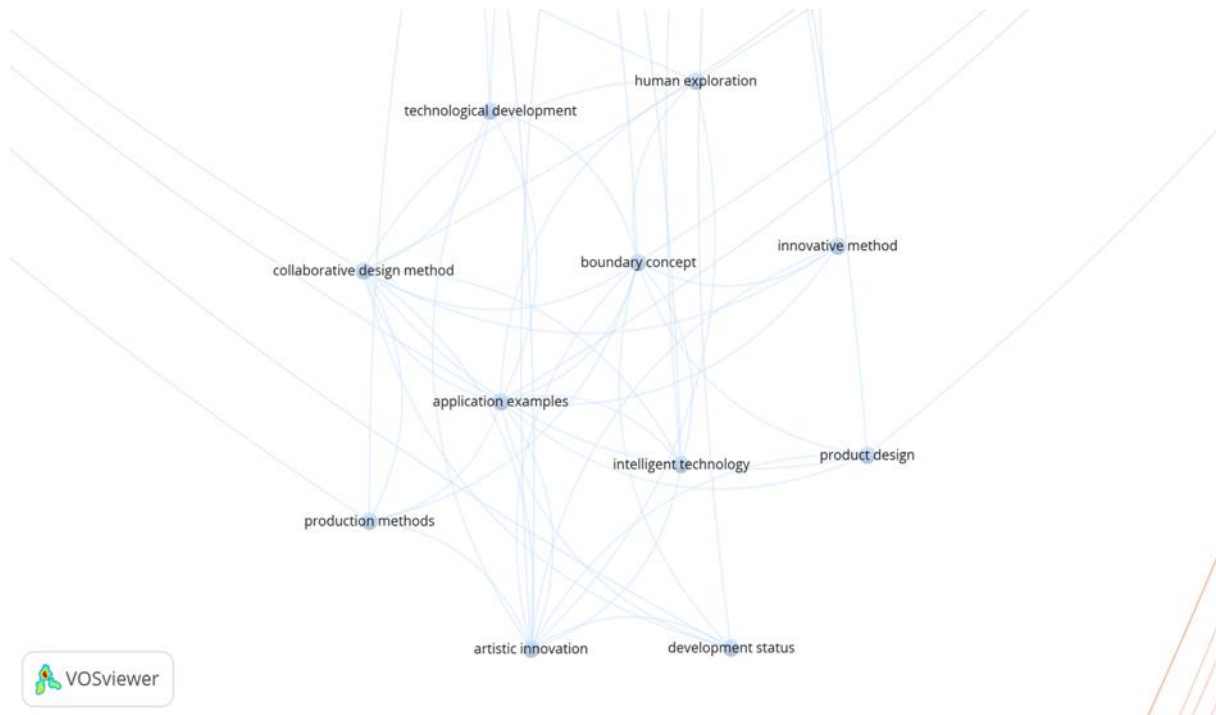 human exploration
technological development
innovative method
boundary concept
collaborative design method
application examples
product design
intelligent technology
production methods
artistic innovation
development status
VOSviewer